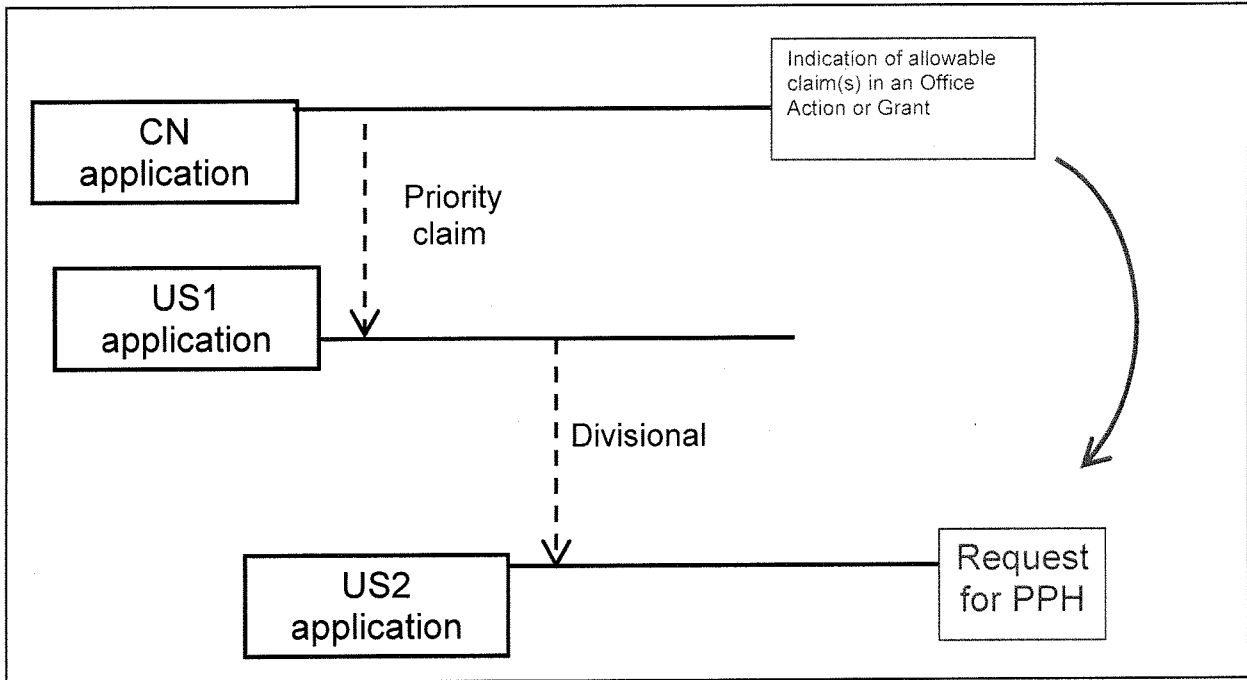 Indication of allowable
claim(s) in an Office
Action or Grant
CN
application
Priority
claim
US1
application
Divisional
US2
application
Request
for PPH